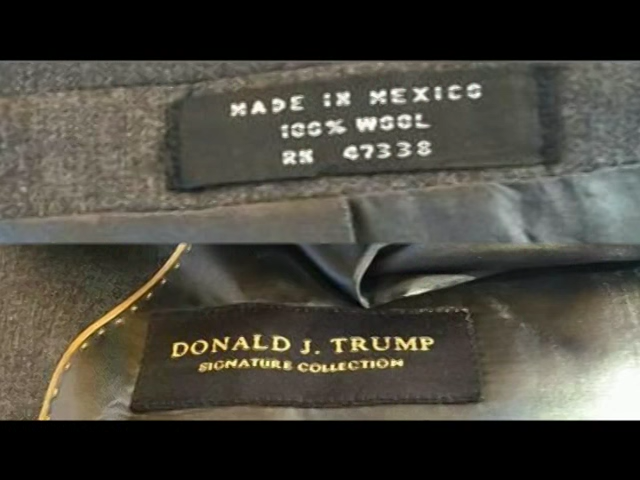 MADE IN MEXICO
100% WOOL
RN 47338
DONALD J. TRUMP
SIGNATURE COLLECTION